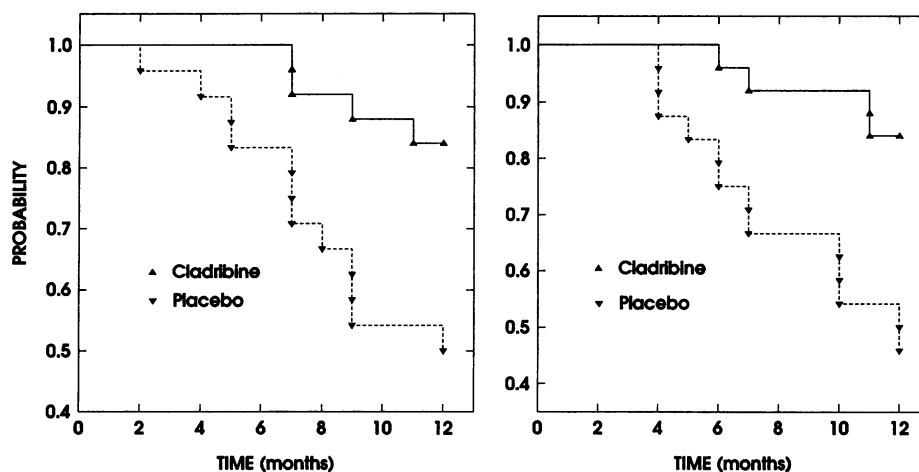 1.0
0.9
0.8
0.7
0.6
0.5
0.4
PROBABILITY
▲ Cladribine
▼ Placebo
0 2 4 6 8 10 12
TIME (months)
1.0
0.9
0.8
0.7
0.6
0.5
0.4
▲ Cladribine
▼ Placebo
0 2 4 6 8 10 12
TIME (months)